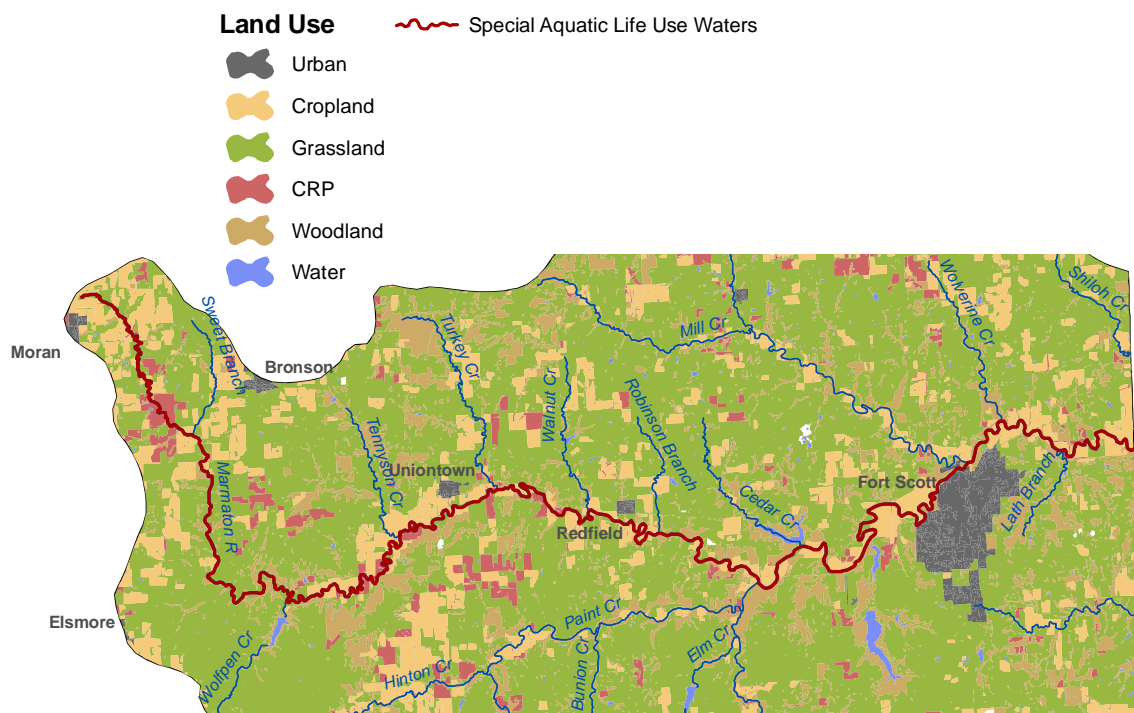 Land Use
Special Aquatic Life Use Waters
Urban
Cropland
Grassland
CRP
Woodland
Water
Moran
Sweet Branch
Bronson
Turkey Cr
Mill Cr
Wolverine Cr
Shiloh Cr
Walnut Cr
Robinson Branch
Tennyson Cr
Uniontown
Marmaton R
Cedar Cr
Fort Scott
Lath Branch
Redfield
Elsmore
Wolfpen Cr
Paint Cr
Hinton Cr
Bunion Cr
Elm Cr